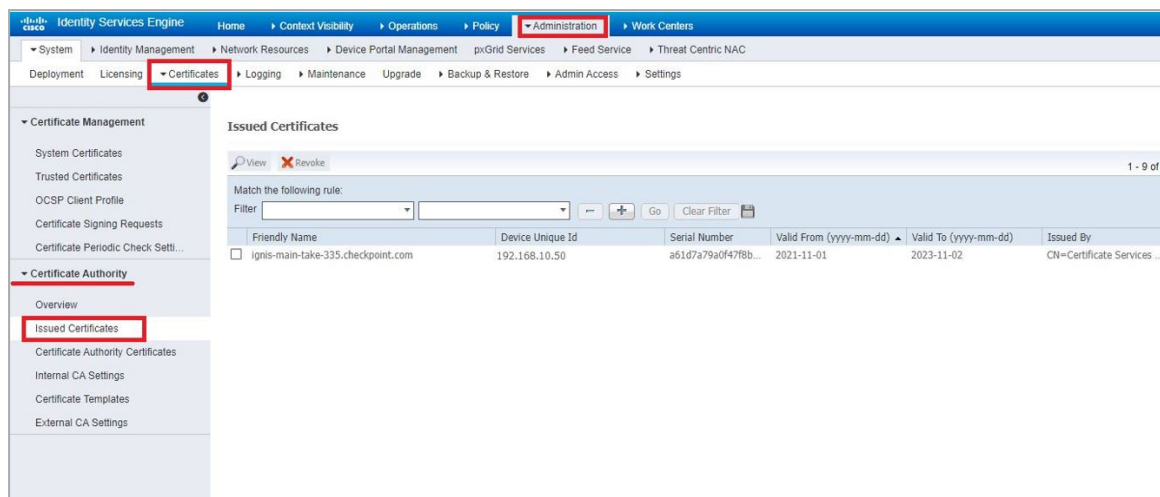 cisco Identity Services Engine Home Context Visibility Operations Policy Administration Work Centers
System Identity Management Network Resources Device Portal Management pxGrid Services Feed Service Threat Centric NAC
Deployment Licensing Certificates Logging Maintenance Upgrade Backup & Restore Admin Access Settings
Certificate Management
System Certificates
Trusted Certificates
OCSP Client Profile
Certificate Signing Requests
Certificate Periodic Check Setti...
Certificate Authority
Overview
Issued Certificates
Certificate Authority Certificates
Internal CA Settings
Certificate Templates
External CA Settings
Issued Certificates
View Revoke
1 - 9 of
Match the following rule:
Filter Go Clear Filter
Friendly Name Device Unique Id Serial Number Valid From (yyyy-mm-dd) Valid To (yyyy-mm-dd) Issued By
ignis-main-take-335.checkpoint.com 192.168.10.50 a61d7a79a0f47f8b... 2021-11-01 2023-11-02 CN=Certificate Services ...